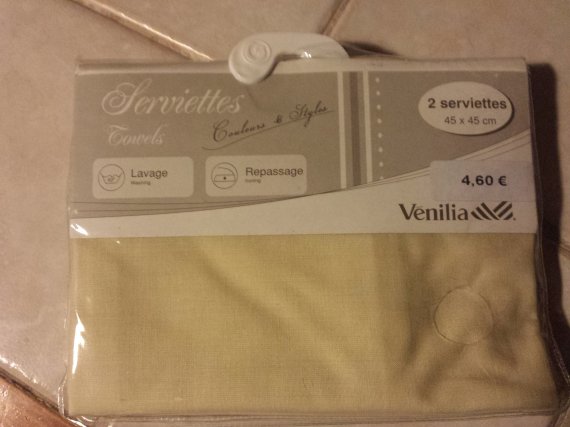 Serviettes
Towels
Couleurs & Styles
2 serviettes
45 x 45 cm
Lavage
Washing
Repassage
Ironing
4,60 €
Vénilia